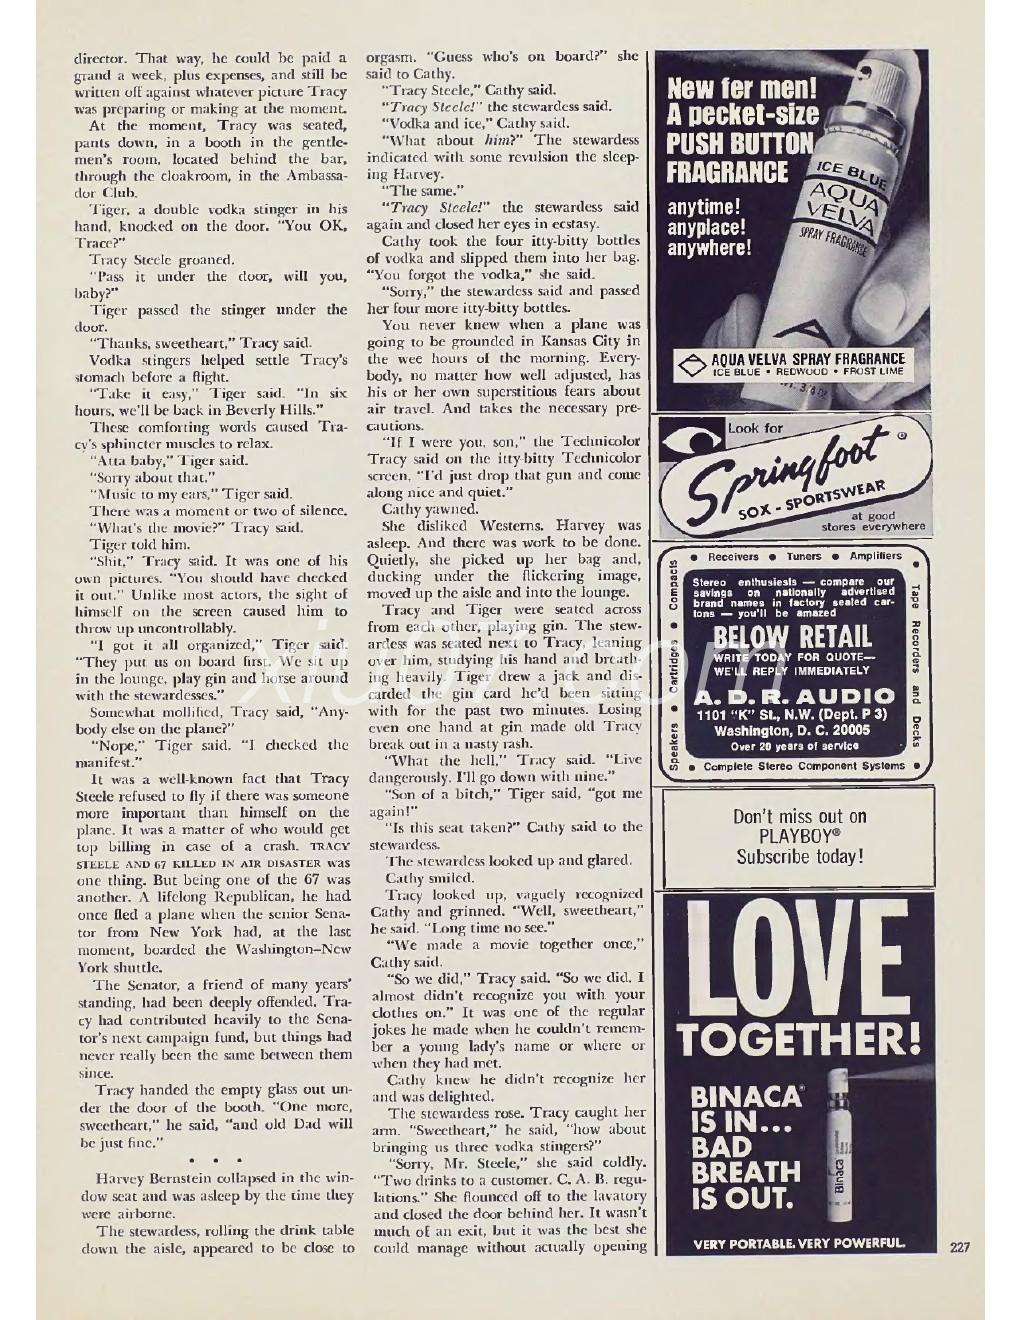 director. That way, he could be paid a
grand a week, plus expenses, and still be
written off against whatever picture Tracy
was preparing or making at the moment.
At the moment, Tracy was seated,
pants down, in a booth in the gentle-
men's room, located behind the bar,
through the cloakroom, in the Ambassa-
dor Club.
Tiger, a double vodka stinger in his
hand, knocked on the door. "You OK,
Trace?"
Tracy Steele groaned.
"Pass it under the door, will you,
baby?"
Tiger passed the stinger under the
door.
"Thanks, sweetheart," Tracy said.
Vodka stingers helped settle Tracy's
stomach before a flight.
"Take it easy," Tiger said. "In six
hours, we'll be back in Beverly Hills."
These comforting words caused Tra-
cy's sphincter muscles to relax.
"Atta baby," Tiger said.
"Sorry about that."
"Music to my ears," Tiger said.
There was a moment or two of silence.
"What's the movie?" Tracy said.
Tiger told him.
"Shit," Tracy said. It was one of his
own pictures. "You should have checked
it out." Unlike most actors, the sight of
himself on the screen caused him to
throw up uncontrollably.
"I got it all organized," Tiger said.
"They put us on board first. We sit up
in the lounge, play gin and horse around
with the stewardesses."
Somewhat mollified, Tracy said, "Any-
body else on the plane?"
"Nope," Tiger said. "I checked the
manifest."
It was a well-known fact that Tracy
Steele refused to fly if there was someone
more important than himself on the
plane. It was a matter of who would get
top billing in case of a crash. TRACY
STEELE AND 67 KILLED IN AIR DISASTER was
one thing. But being one of the 67 was
another. A lifelong Republican, he had
once fled a plane when the senior Sena-
tor from New York had, at the last
moment, boarded the Washington–New
York shuttle.
The Senator, a friend of many years'
standing, had been deeply offended. Tra-
cy had contributed heavily to the Sena-
tor's next campaign fund, but things had
never really been the same between them
since.
Tracy handed the empty glass out un-
der the door of the booth. "One more,
sweetheart," he said, "and old Dad will
be just fine."
• • •
Harvey Bernstein collapsed in the win-
dow seat and was asleep by the time they
were airborne.
The stewardess, rolling the drink table
down the aisle, appeared to be close to
orgasm. "Guess who's on board?" she
said to Cathy.
"Tracy Steele," Cathy said.
"Tracy Steele!" the stewardess said.
"Vodka and ice," Cathy said.
"What about him?" The stewardess
indicated with some revulsion the sleep-
ing Harvey.
"The same."
"Tracy Steele!" the stewardess said
again and closed her eyes in ecstasy.
Cathy took the four itty-bitty bottles
of vodka and slipped them into her bag.
"You forgot the vodka," she said.
"Sorry," the stewardess said and passed
her four more itty-bitty bottles.
You never knew when a plane was
going to be grounded in Kansas City in
the wee hours of the morning. Every-
body, no matter how well adjusted, has
his or her own superstitious fears about
air travel. And takes the necessary pre-
cautions.
"If I were you, son," the Technicolor
Tracy said on the itty-bitty Technicolor
screen, "I'd just drop that gun and come
along nice and quiet."
Cathy yawned.
She disliked Westerns. Harvey was
asleep. And there was work to be done.
Quietly, she picked up her bag and,
ducking under the flickering image,
moved up the aisle and into the lounge.
Tracy and Tiger were seated across
from each other, playing gin. The stew-
ardess was seated next to Tracy, leaning
over him, studying his hand and breath-
ing heavily. Tiger drew a jack and dis-
carded the gin card he'd been sitting
with for the past two minutes. Losing
even one hand at gin made old Tracy
break out in a nasty rash.
"What the hell," Tracy said. "Live
dangerously. I'll go down with nine."
"Son of a bitch," Tiger said, "got me
again!"
"Is this seat taken?" Cathy said to the
stewardess.
The stewardess looked up and glared.
Cathy smiled.
Tracy looked up, vaguely recognized
Cathy and grinned. "Well, sweetheart,"
he said. "Long time no see."
"We made a movie together once,"
Cathy said.
"So we did," Tracy said. "So we did. I
almost didn't recognize you with your
clothes on." It was one of the regular
jokes he made when he couldn't remem-
ber a young lady's name or where or
when they had met.
Cathy knew he didn't recognize her
and was delighted.
The stewardess rose. Tracy caught her
arm. "Sweetheart," he said, "how about
bringing us three vodka stingers?"
"Sorry, Mr. Steele," she said coldly.
"Two drinks to a customer. C. A. B. regu-
lations." She flounced off to the lavatory
and closed the door behind her. It wasn't
much of an exit, but it was the best she
could manage without actually opening
New for men!
A pocket-size
PUSH BUTTON
FRAGRANCE
anytime!
anyplace!
anywhere!
ICE BLUE
AQUA
VELVA
SPRAY FRAGRANCE
AQUA VELVA SPRAY FRAGRANCE
ICE BLUE • REDWOOD • FROST LIME
Look for
Springfoot ®
SOX - SPORTSWEAR
at good
stores everywhere
• Receivers • Tuners • Amplifiers
Speakers • Cartridges • Compacts
Tape Recorders and Decks
Stereo enthusiests — compare our
savings on nationally advertised
brand names in factory sealed car-
tons — you'll be amazed
BELOW RETAIL
WRITE TODAY FOR QUOTE—
WE'LL REPLY IMMEDIATELY
A. D. R. AUDIO
1101 "K" St., N.W. (Dept. P 3)
Washington, D. C. 20005
Over 20 years of service
• Complete Stereo Component Systems •
Don't miss out on
PLAYBOY®
Subscribe today!
LOVE
TOGETHER!
BINACA®
IS IN...
BAD
BREATH
IS OUT.
Binaca
VERY PORTABLE. VERY POWERFUL.
227